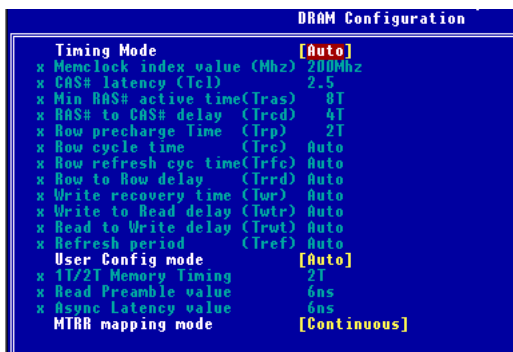 DRAM Configuration
Timing Mode [Auto]
x Memclock index value (Mhz) 200Mhz
x CAS# latency (Tcl) 2.5
x Min RAS# active time(Tras) 8T
x RAS# to CAS# delay (Trcd) 4T
x Row precharge Time (Trp) 2T
x Row cycle time (Trc) Auto
x Row refresh cyc time(Trfc) Auto
x Row to Row delay (Trrd) Auto
x Write recovery time (Twr) Auto
x Write to Read delay (Twtr) Auto
x Read to Write delay (Trwt) Auto
x Refresh period (Tref) Auto
User Config mode [Auto]
x 1T/2T Memory Timing 2T
x Read Preamble value 6ns
x Async Latency value 6ns
MTRR mapping mode [Continuous]